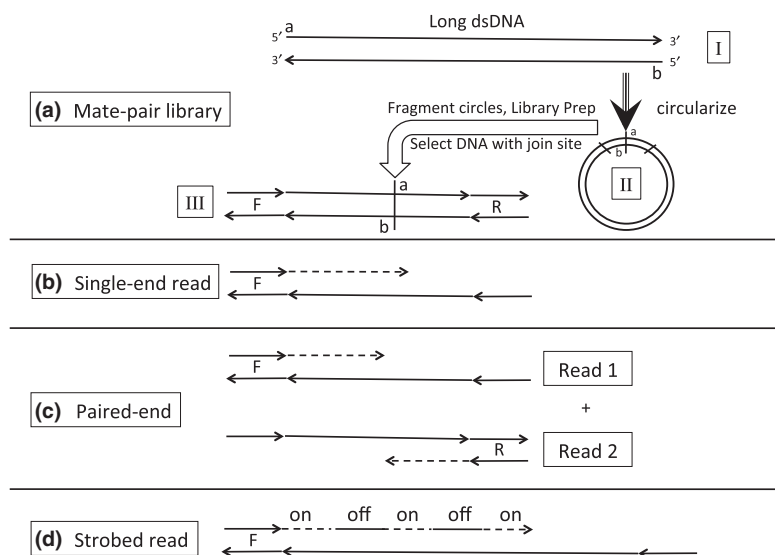 Long dsDNA
a
5′ 3′
3′ 5′
b
I
(a) Mate-pair library
Fragment circles, Library Prep
Select DNA with join site
circularize
a
b
II
III
a
F
R
b
(b) Single-end read
F
(c) Paired-end
F
Read 1
+
R
Read 2
(d) Strobed read
on off on off on
F